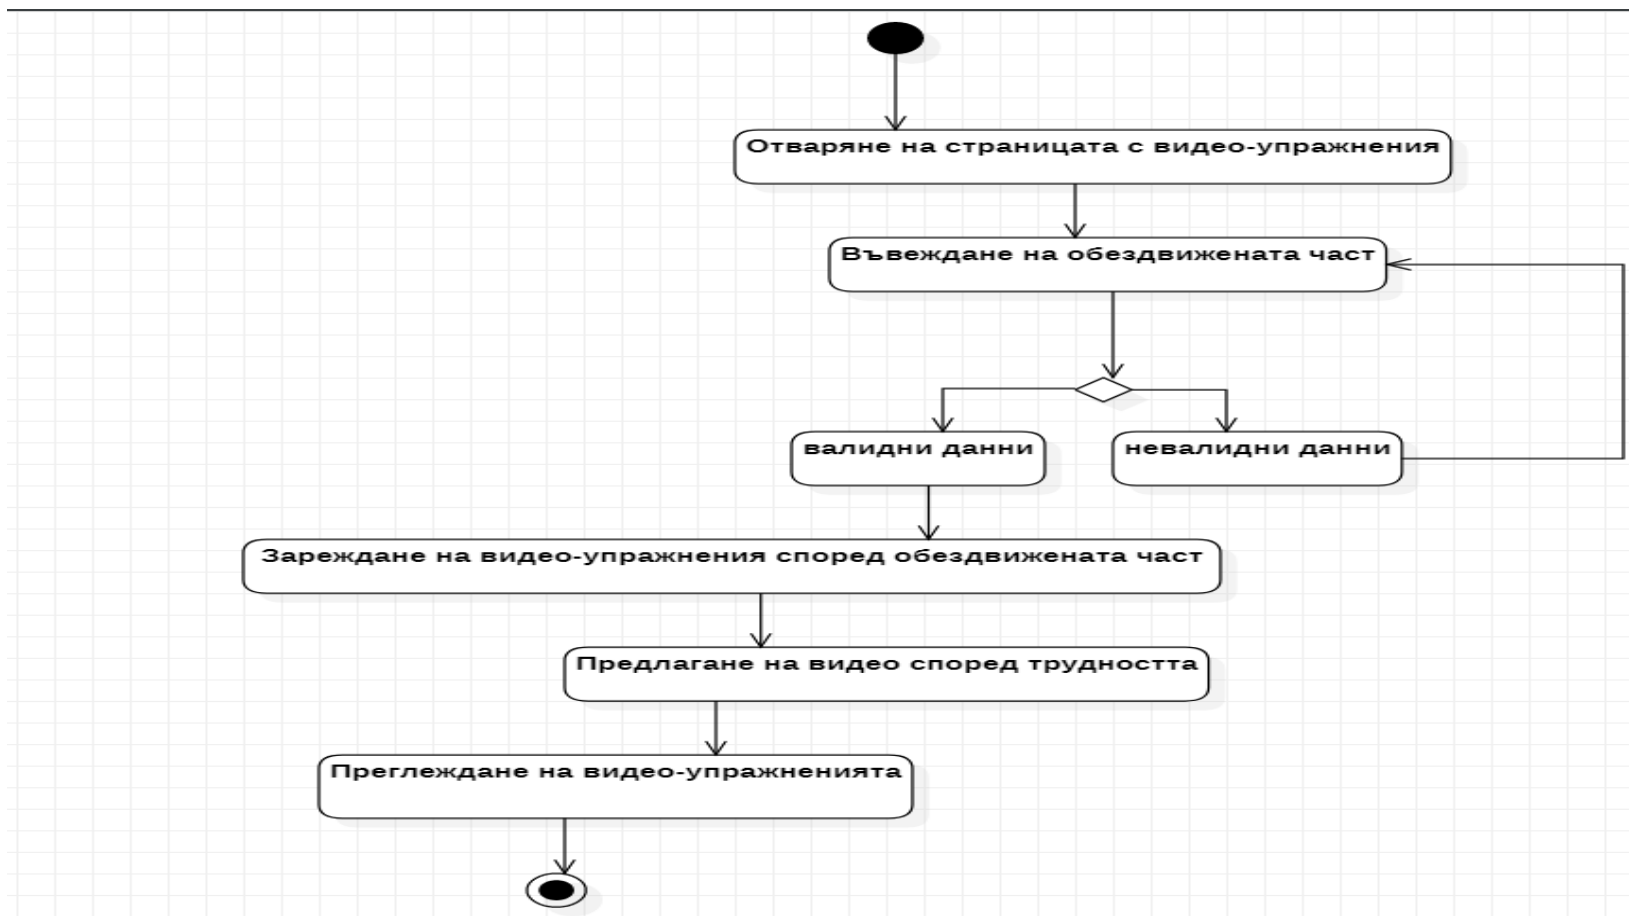 Отваряне на страницата с видео-упражнения
Въвеждане на обездвижената част
валидни данни
невалидни данни
Зареждане на видео-упражнения според обездвижената част
Предлагане на видео според трудността
Преглеждане на видео-упражненията